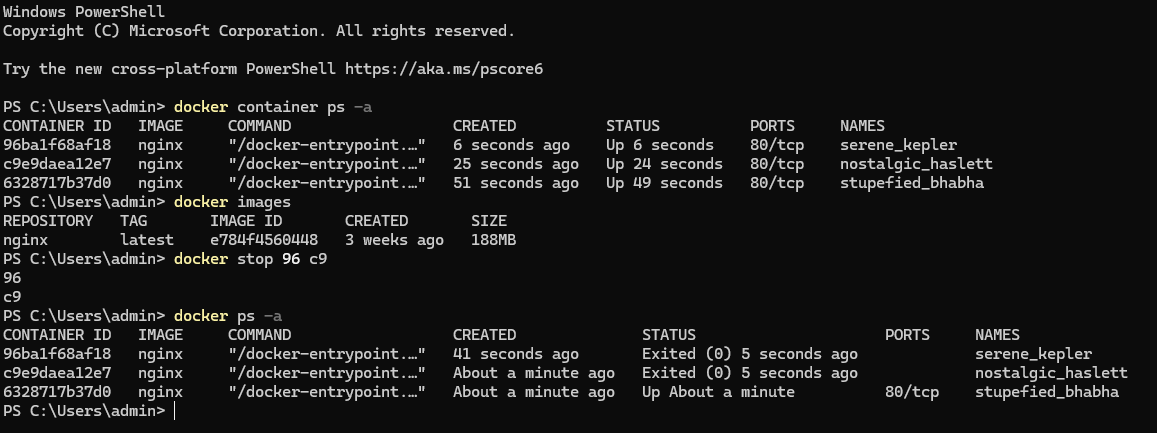 Windows PowerShell
Copyright (C) Microsoft Corporation. All rights reserved.
Try the new cross-platform PowerShell https://aka.ms/pscore6
PS C:\Users\admin> docker container ps -a
CONTAINER ID   IMAGE     COMMAND                  CREATED          STATUS          PORTS     NAMES
96ba1f68af18   nginx     "/docker-entrypoint.…"   6 seconds ago    Up 6 seconds    80/tcp    serene_kepler
c9e9daea12e7   nginx     "/docker-entrypoint.…"   25 seconds ago   Up 24 seconds   80/tcp    nostalgic_haslett
6328717b37d0   nginx     "/docker-entrypoint.…"   51 seconds ago   Up 49 seconds   80/tcp    stupefied_bhabha
PS C:\Users\admin> docker images
REPOSITORY   TAG       IMAGE ID       CREATED       SIZE
nginx        latest    e784f4560448   3 weeks ago   188MB
PS C:\Users\admin> docker stop 96 c9
96
c9
PS C:\Users\admin> docker ps -a
CONTAINER ID   IMAGE     COMMAND                  CREATED              STATUS                     PORTS     NAMES
96ba1f68af18   nginx     "/docker-entrypoint.…"   41 seconds ago       Exited (0) 5 seconds ago             serene_kepler
c9e9daea12e7   nginx     "/docker-entrypoint.…"   About a minute ago   Exited (0) 5 seconds ago             nostalgic_haslett
6328717b37d0   nginx     "/docker-entrypoint.…"   About a minute ago   Up About a minute          80/tcp    stupefied_bhabha
PS C:\Users\admin>